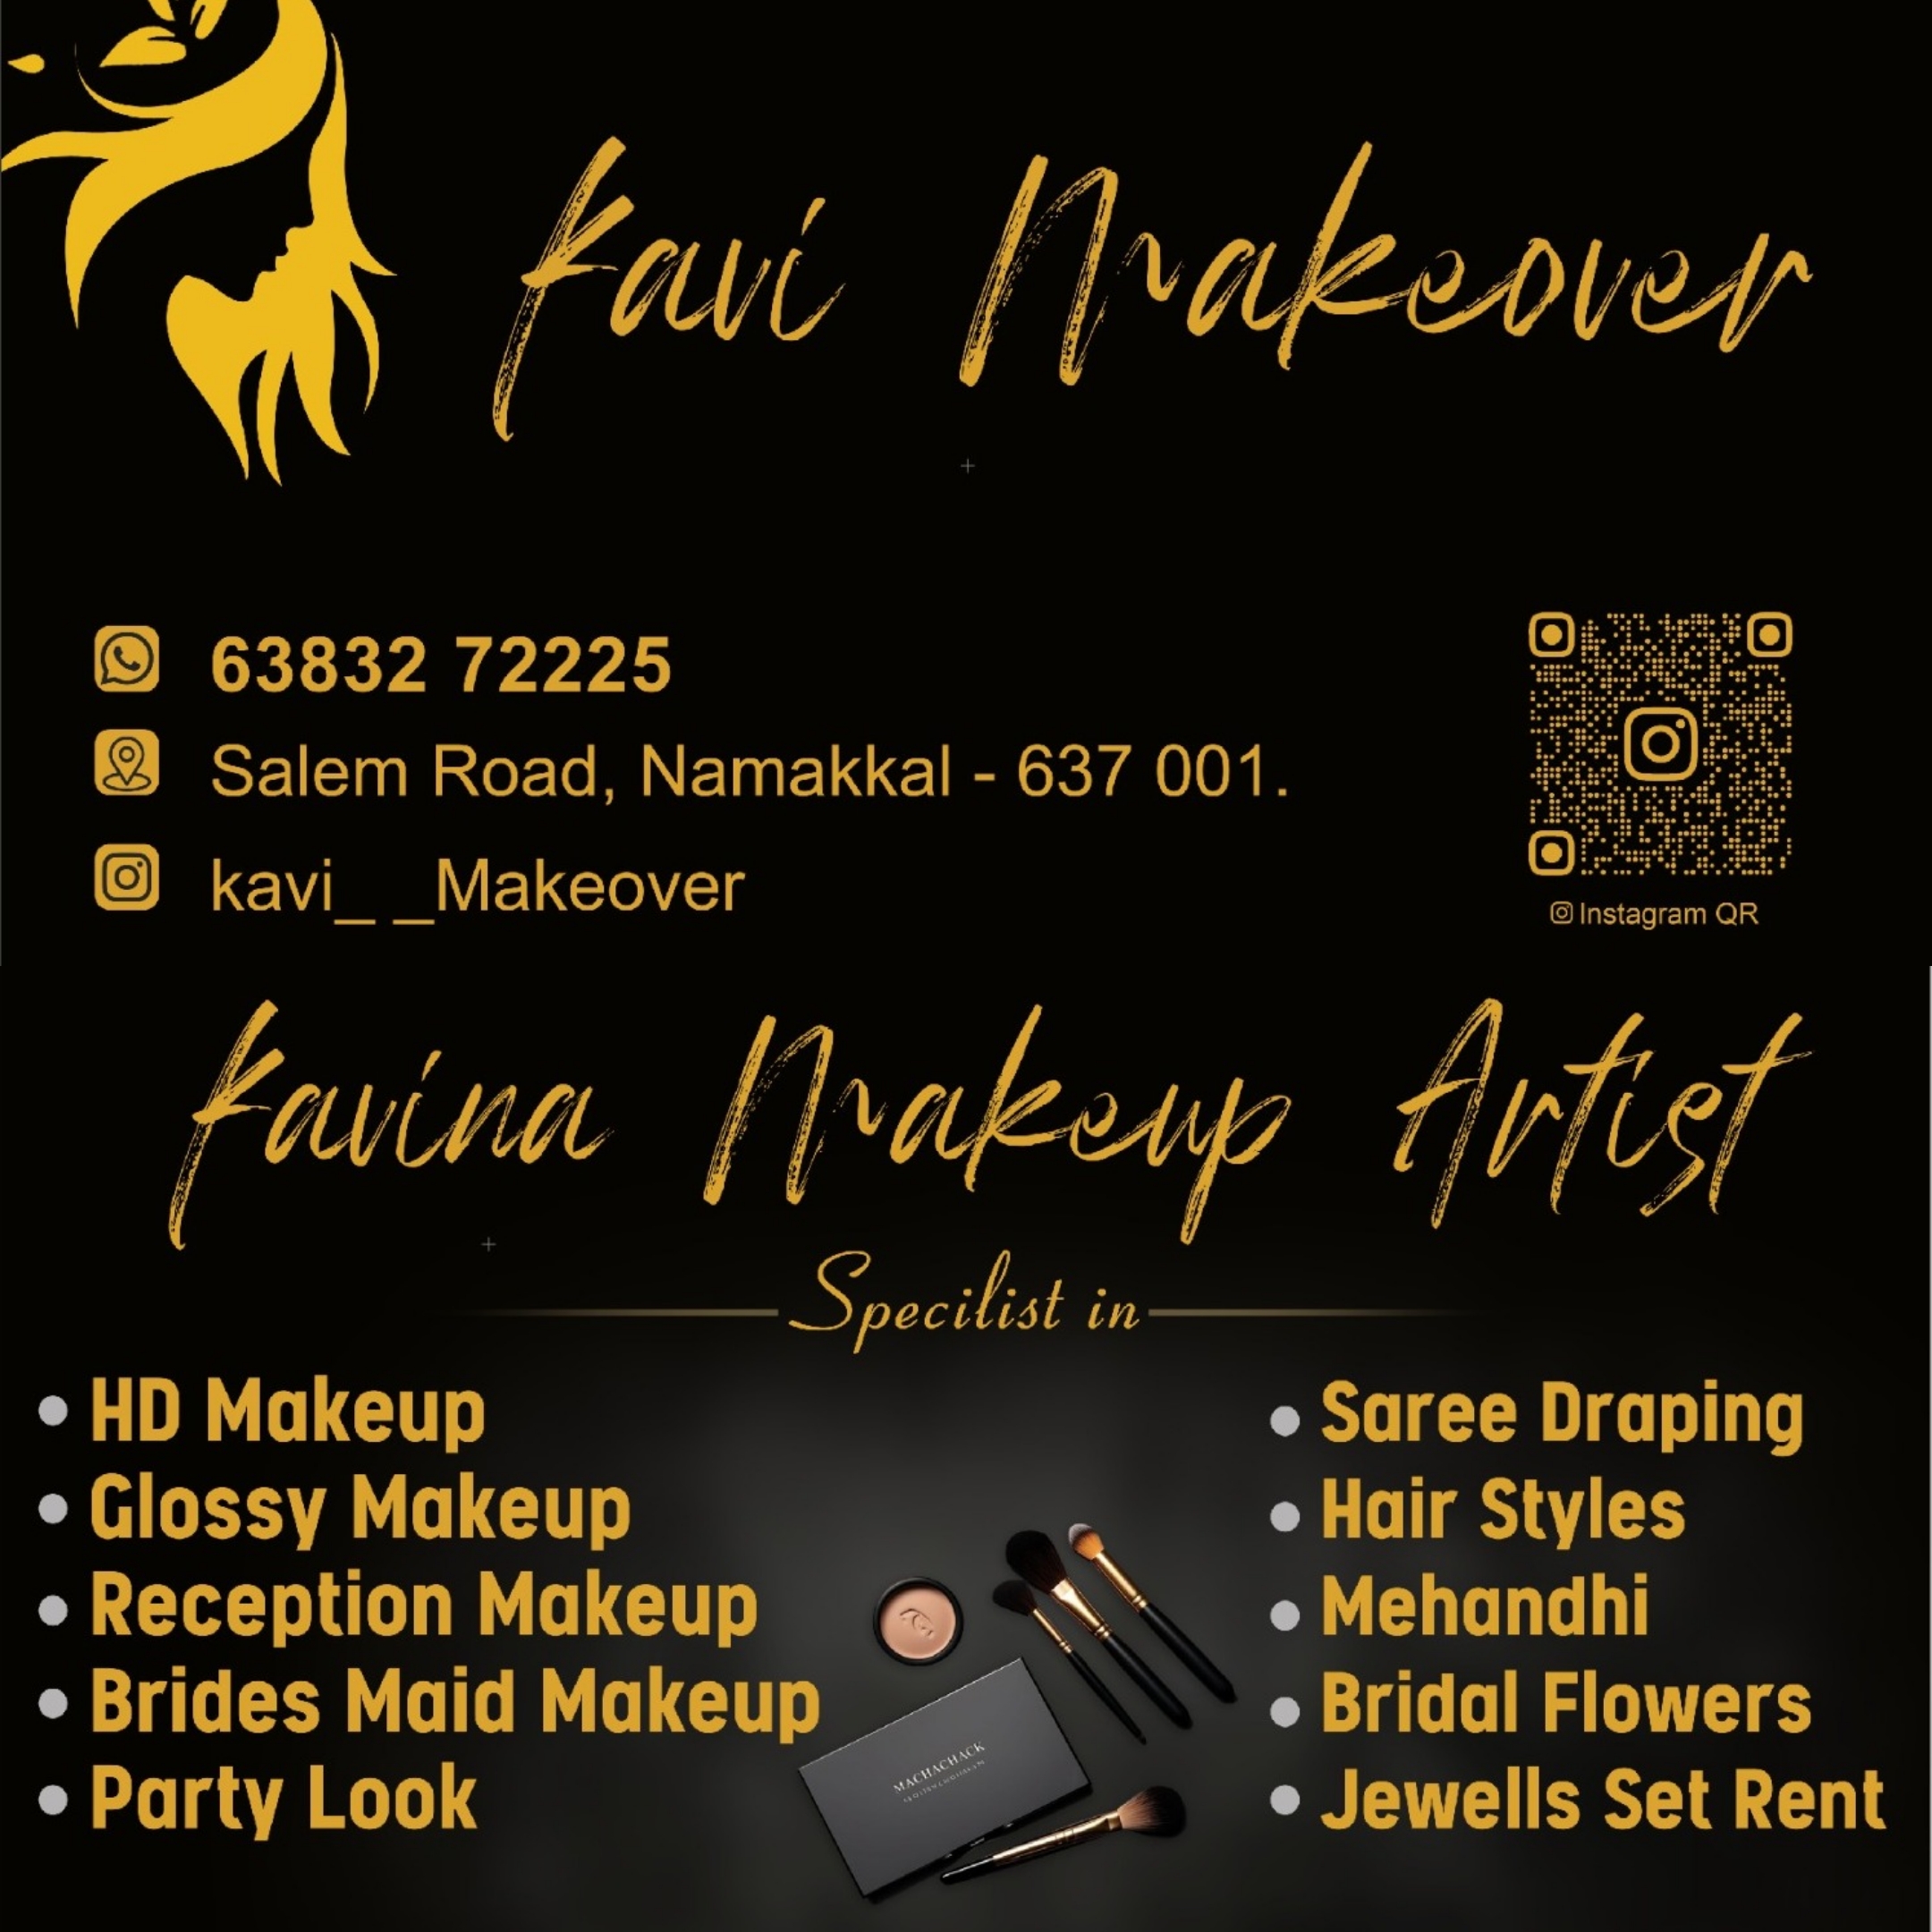 Kavi Makeover
63832 72225
Salem Road, Namakkal - 637 001.
kavi_ _Makeover
Instagram QR
Kavina Makeup Artist
Specilist in
HD Makeup
Glossy Makeup
Reception Makeup
Brides Maid Makeup
Party Look
Saree Draping
Hair Styles
Mehandhi
Bridal Flowers
Jewells Set Rent
MACHACHACK